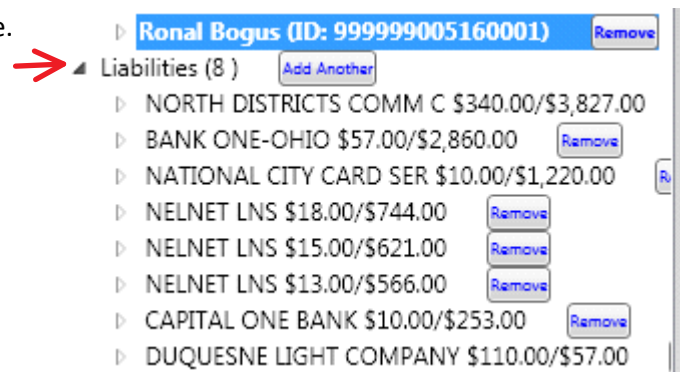 e.
Ronal Bogus (ID: 999999005160001) Remove
Liabilities (8 ) Add Another
NORTH DISTRICTS COMM C $340.00/$3,827.00
BANK ONE-OHIO $57.00/$2,860.00 Remove
NATIONAL CITY CARD SER $10.00/$1,220.00
NELNET LNS $18.00/$744.00 Remove
NELNET LNS $15.00/$621.00 Remove
NELNET LNS $13.00/$566.00 Remove
CAPITAL ONE BANK $10.00/$253.00 Remove
DUQUESNE LIGHT COMPANY $110.00/$57.00